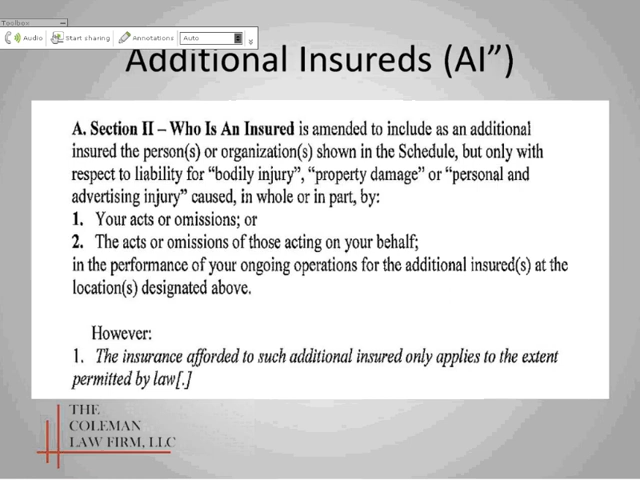 Toolbox
Audio
Start sharing
Annotations
Auto
Additional Insureds (AI”)
A. Section II – Who Is An Insured is amended to include as an additional
insured the person(s) or organization(s) shown in the Schedule, but only with
respect to liability for “bodily injury”, “property damage” or “personal and
advertising injury” caused, in whole or in part, by:
1. Your acts or omissions; or
2. The acts or omissions of those acting on your behalf;
in the performance of your ongoing operations for the additional insured(s) at the
location(s) designated above.
However:
1. The insurance afforded to such additional insured only applies to the extent
permitted by law[.]
THE
COLEMAN
LAW FIRM, LLC